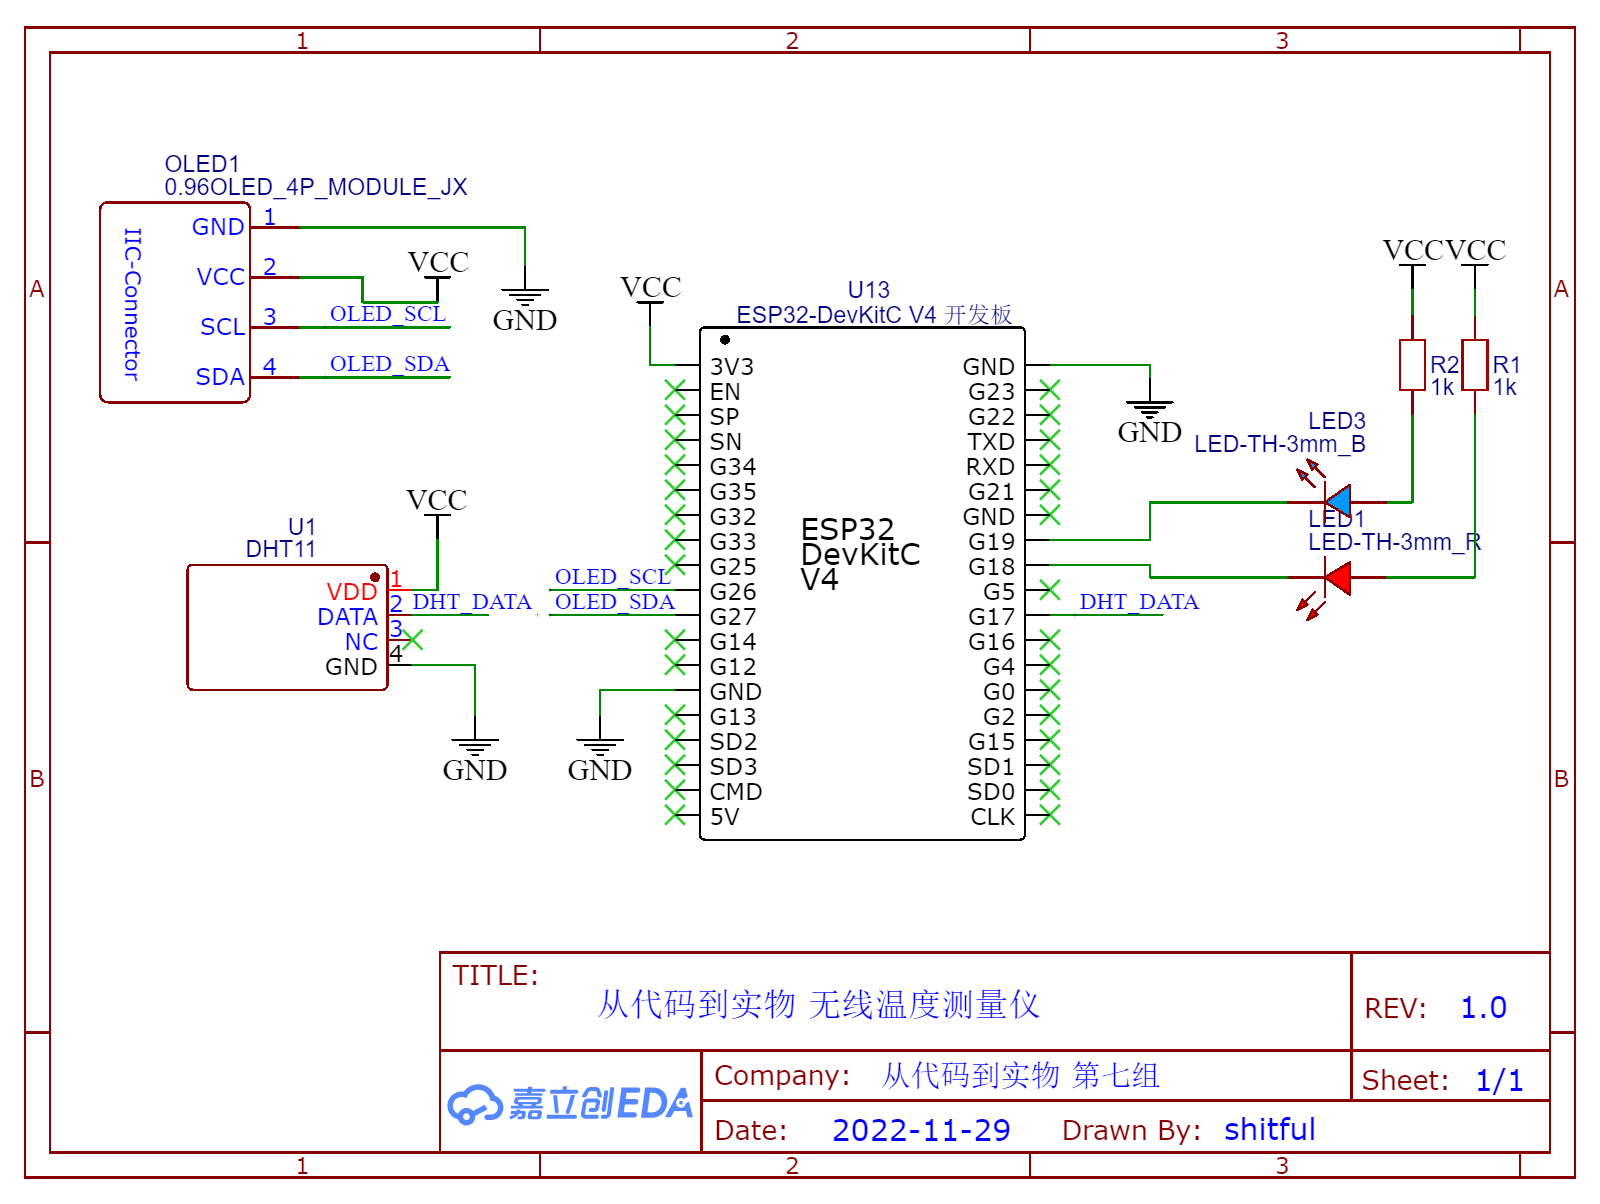 1
2
3
A
A
B
B
OLED1
0.96OLED_4P_MODULE_JX
IIC-Connector
GND 1
VCC 2
SCL 3
SDA 4
VCC
OLED_SCL
OLED_SDA
GND
VCC
U1
DHT11
VDD 1
DATA 2
NC 3
GND 4
DHT_DATA
GND
VCC
U13
ESP32-DevKitC V4 开发板
ESP32
DevKitC
V4
3V3
EN
SP
SN
G34
G35
G32
G33
G25
G26
G27
G14
G12
GND
G13
SD2
SD3
CMD
5V
OLED_SCL
OLED_SDA
GND
GND
G23
G22
TXD
RXD
G21
GND
G19
G18
G5
G17
G16
G4
G0
G2
G15
SD1
SD0
CLK
GND
DHT_DATA
VCC
VCC
R2
1k
R1
1k
LED3
LED-TH-3mm_B
LED1
LED-TH-3mm_R
TITLE:
从代码到实物 无线温度测量仪
REV: 1.0
嘉立创EDA
Company: 从代码到实物 第七组
Sheet: 1/1
Date: 2022-11-29 Drawn By: shitful
1
2
3